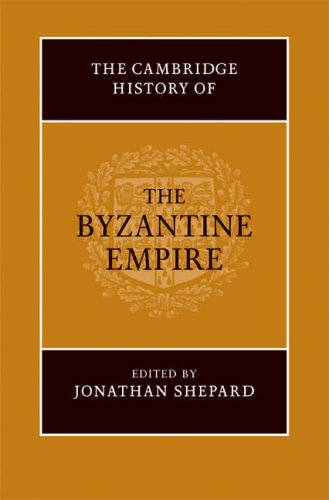 THE CAMBRIDGE
HISTORY OF
THE
BYZANTINE
EMPIRE
EDITED BY
JONATHAN SHEPARD